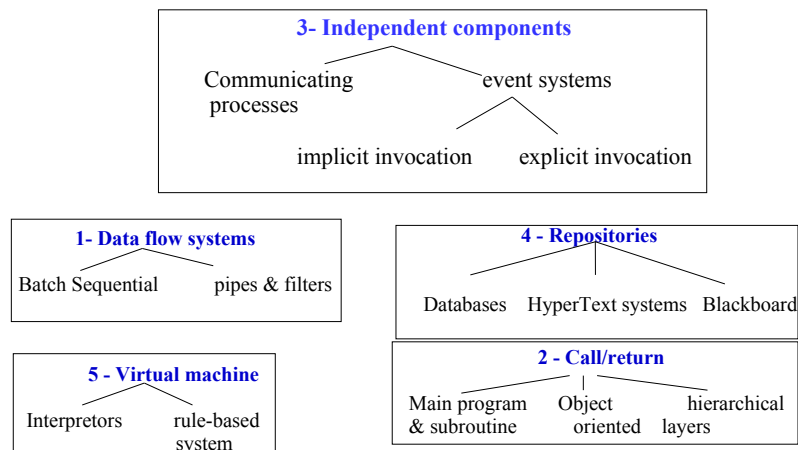 3- Independent components
Communicating
processes
event systems
implicit invocation
explicit invocation
1- Data flow systems
Batch Sequential
pipes & filters
4 - Repositories
Databases
HyperText systems
Blackboard
5 - Virtual machine
Interpretors
rule-based
system
2 - Call/return
Main program
& subroutine
Object
oriented
hierarchical
layers